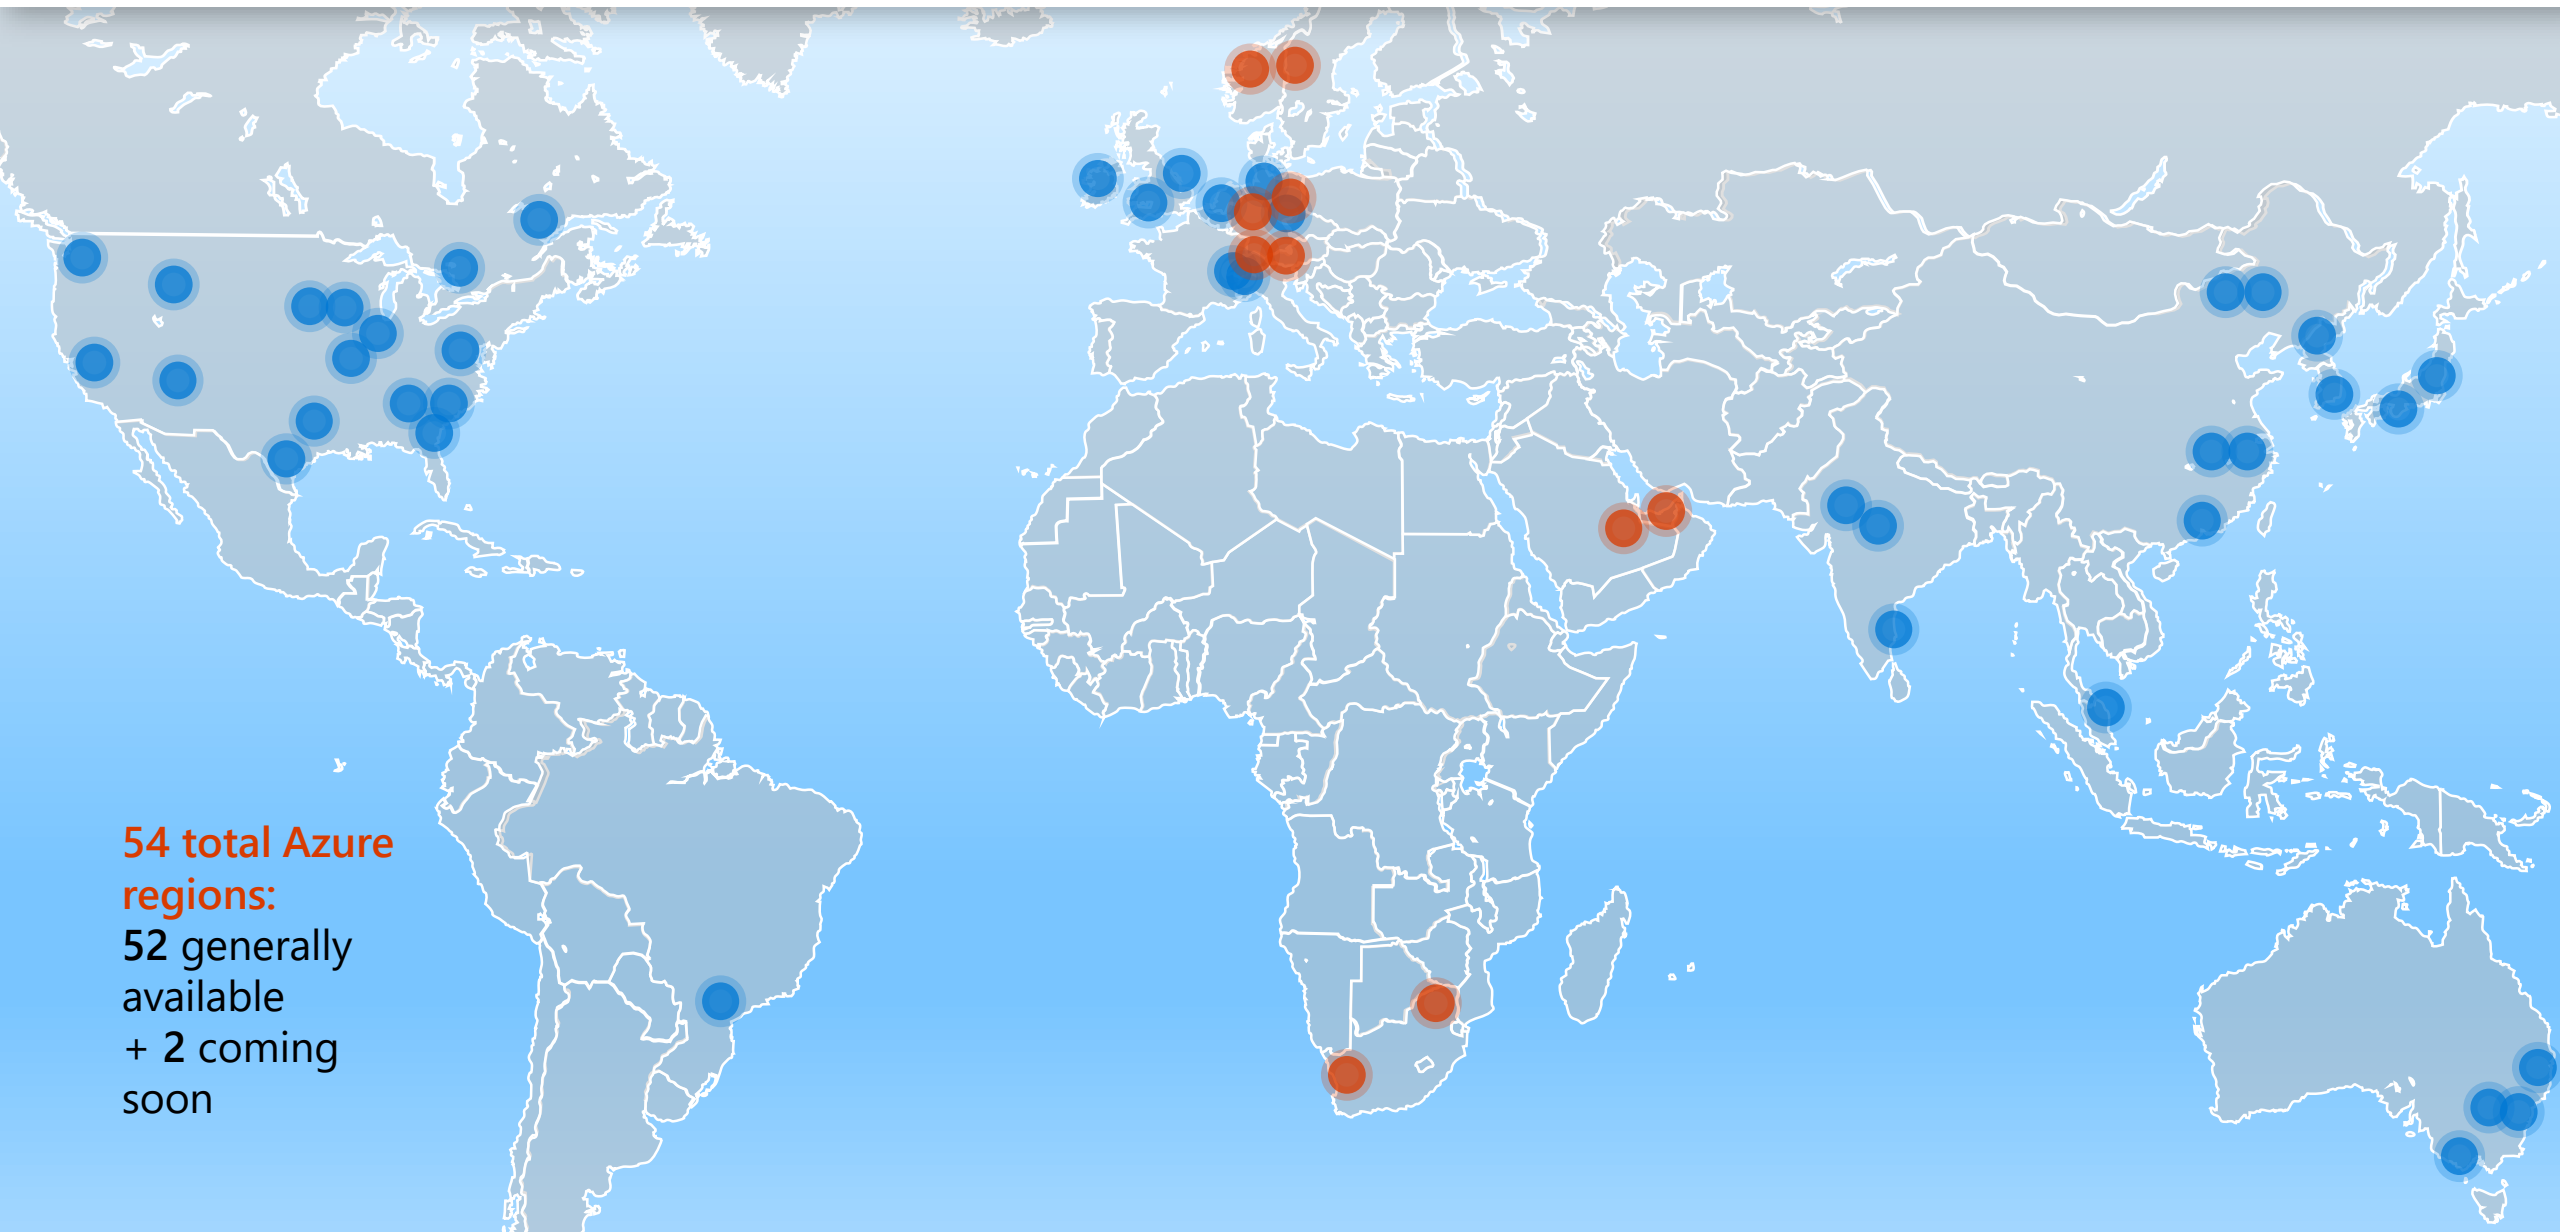 54 total Azure
regions:
52 generally
available
+ 2 coming
soon